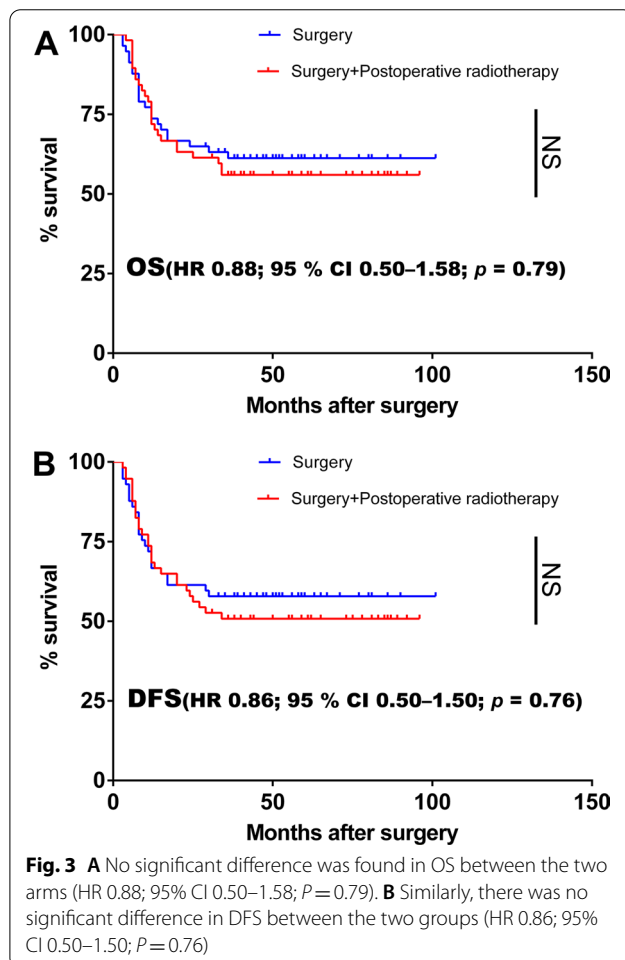 A
Surgery
Surgery+Postoperative radiotherapy
100
75
50
25
0
% survival
NS
OS(HR 0.88; 95 % CI 0.50–1.58; p = 0.79)
0 50 100 150
Months after surgery
B
Surgery
Surgery+Postoperative radiotherapy
100
75
50
25
0
% survival
NS
DFS(HR 0.86; 95 % CI 0.50–1.50; p = 0.76)
0 50 100 150
Months after surgery
Fig. 3 A No significant difference was found in OS between the two
arms (HR 0.88; 95% CI 0.50–1.58; P = 0.79). B Similarly, there was no
significant difference in DFS between the two groups (HR 0.86; 95%
CI 0.50–1.50; P = 0.76)